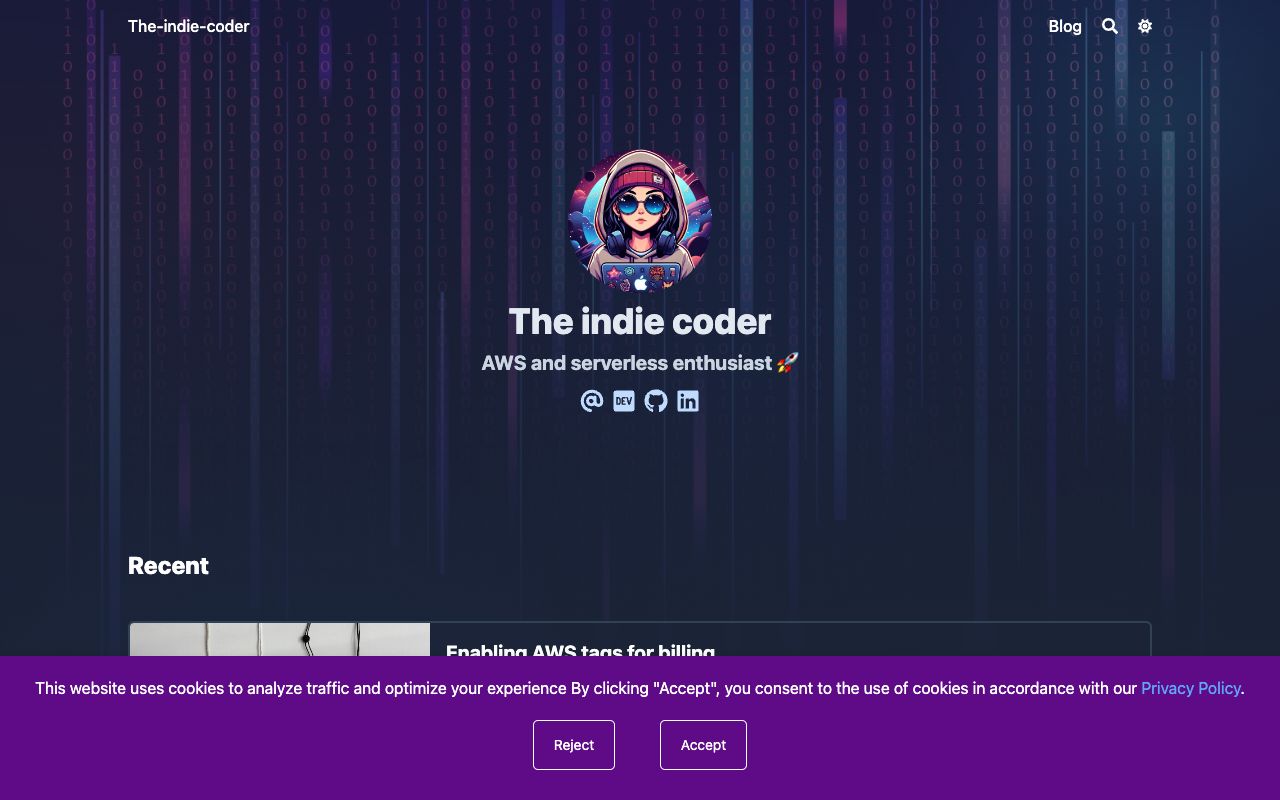 The-indie-coder
Blog
The indie coder
AWS and serverless enthusiast 🚀
DEV
in
Recent
Enabling AWS tags for billing
This website uses cookies to analyze traffic and optimize your experience By clicking "Accept", you consent to the use of cookies in accordance with our Privacy Policy.
Reject
Accept